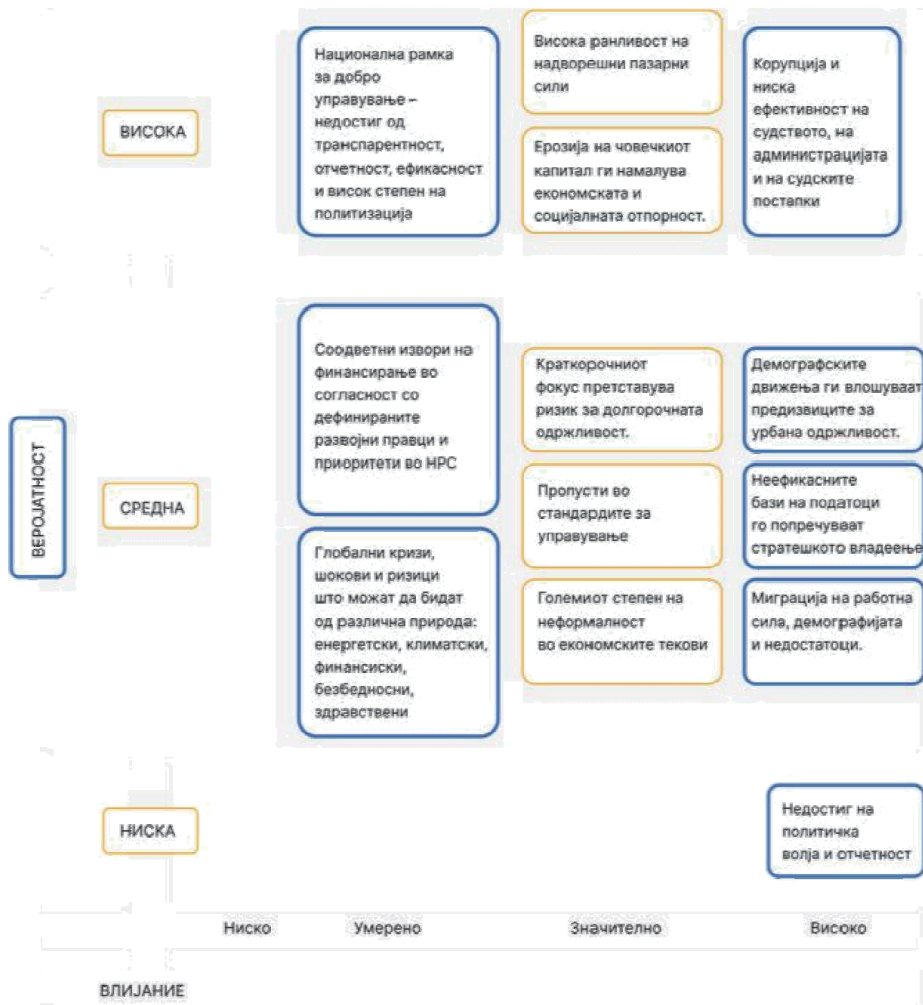 ВИСОКА
Национална рамка
за добро
управување –
недостиг од
транспарентност,
отчетност, ефикасност
и висок степен на
политизација
Висока ранливост на
надворешни пазарни
сили
Ерозија на човечкиот
капитал ги намалува
економската и
социјалната отпорност.
Корупција и
ниска
ефективност на
судството, на
администрацијата
и на судските
постапки
ВЕРОЈАТНОСТ
СРЕДНА
Соодветни извори на
финансирање во
согласност со
дефинираните
развојни правци и
приоритети во НРС
Глобални кризи,
шокови и ризици
што можат да бидат
од различна природа:
енергетски, климатски,
финансиски,
безбедносни,
здравствени
Краткорочниот
фокус претставува
ризик за долгорочната
одржливост.
Пропусти во
стандардите за
управување
Големиот степен на
неформалност
во економските текови
Демографските
движења ги влошуваат
предизвиците за
урбана одржливост.
Неефикасните
бази на податоци
го попречуваат
стратешкото владеење
Миграција на работна
сила, демографијата
и недостатоци.
НИСКА
Недостиг на
политичка
волја и отчетност
Ниско Умерено Значително Високо
ВЛИЈАНИЕ